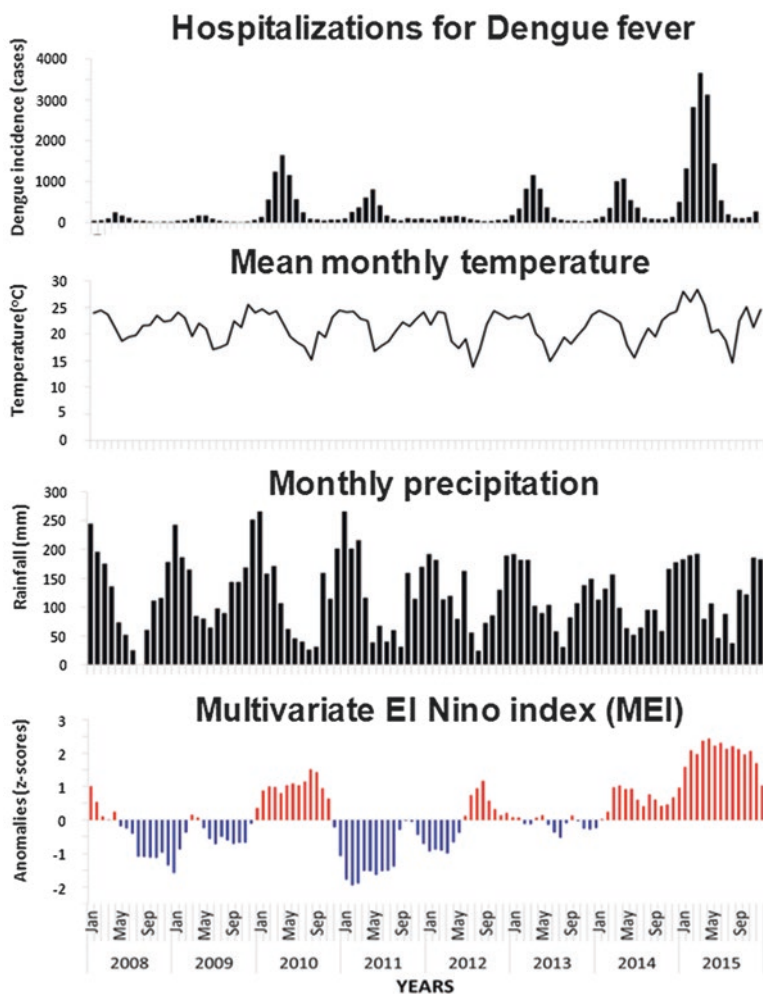 Hospitalizations for Dengue fever
Dengue incidence (cases)
4000
3000
2000
1000
0
Mean monthly temperature
Temperature(°C)
30
25
20
15
10
5
0
Monthly precipitation
Rainfall (mm)
300
250
200
150
100
50
0
Multivariate El Nino index (MEI)
Anomalies (z-scores)
3
2
1
0
-1
-2
Jan May Sep Jan May Sep Jan May Sep Jan May Sep Jan May Sep Jan May Sep Jan May Sep Jan May Sep
2008 2009 2010 2011 2012 2013 2014 2015
YEARS